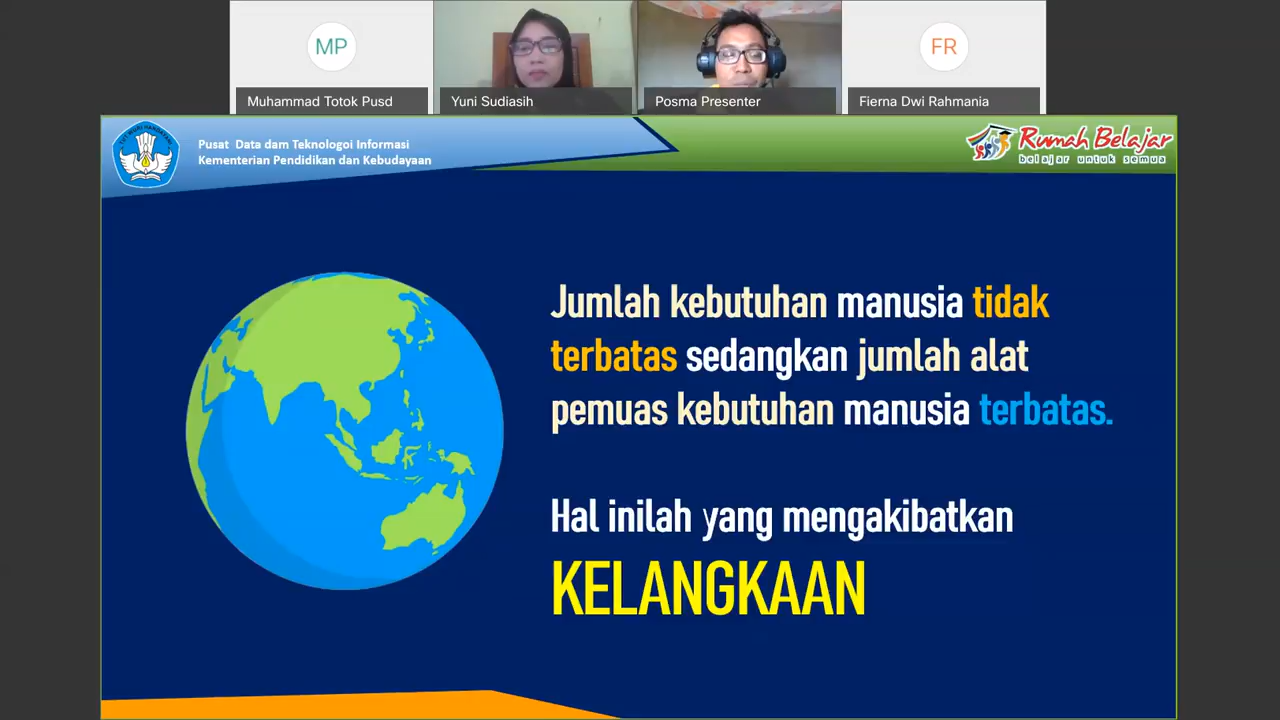 MP
FR
Muhammad Totok Pusd
Yuni Sudiasih
Posma Presenter
Fierna Dwi Rahmania
Pusat Data dam Teknologoi Informasi
Kementerian Pendidikan dan Kebudayaan
Rumah Belajar
belajar untuk semua
Jumlah kebutuhan manusia tidak
terbatas sedangkan jumlah alat
pemuas kebutuhan manusia terbatas.
Hal inilah yang mengakibatkan
KELANGKAAN